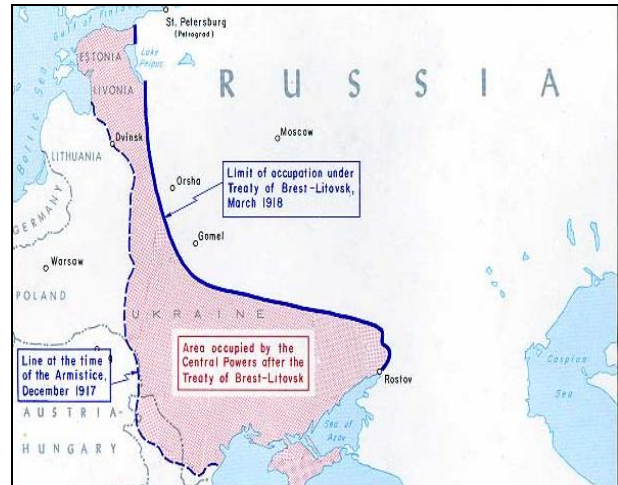 St. Petersburg
(Petrograd)
Gulf of Finland
ESTONIA
Lake
Peipus
LIVONIA
RUSSIA
Baltic Sea
Dvinsk
Moscow
LITHUANIA
Orsha
Limit of occupation under
Treaty of Brest-Litovsk,
March 1918
GERMANY
Gomel
Warsaw
POLAND
UKRAINE
Line at the time
of the Armistice,
December 1917
Area occupied by the
Central Powers after the
Treaty of Brest-Litovsk
Rostov
Caspian
Sea
AUSTRIA-
HUNGARY
Sea of
Azov